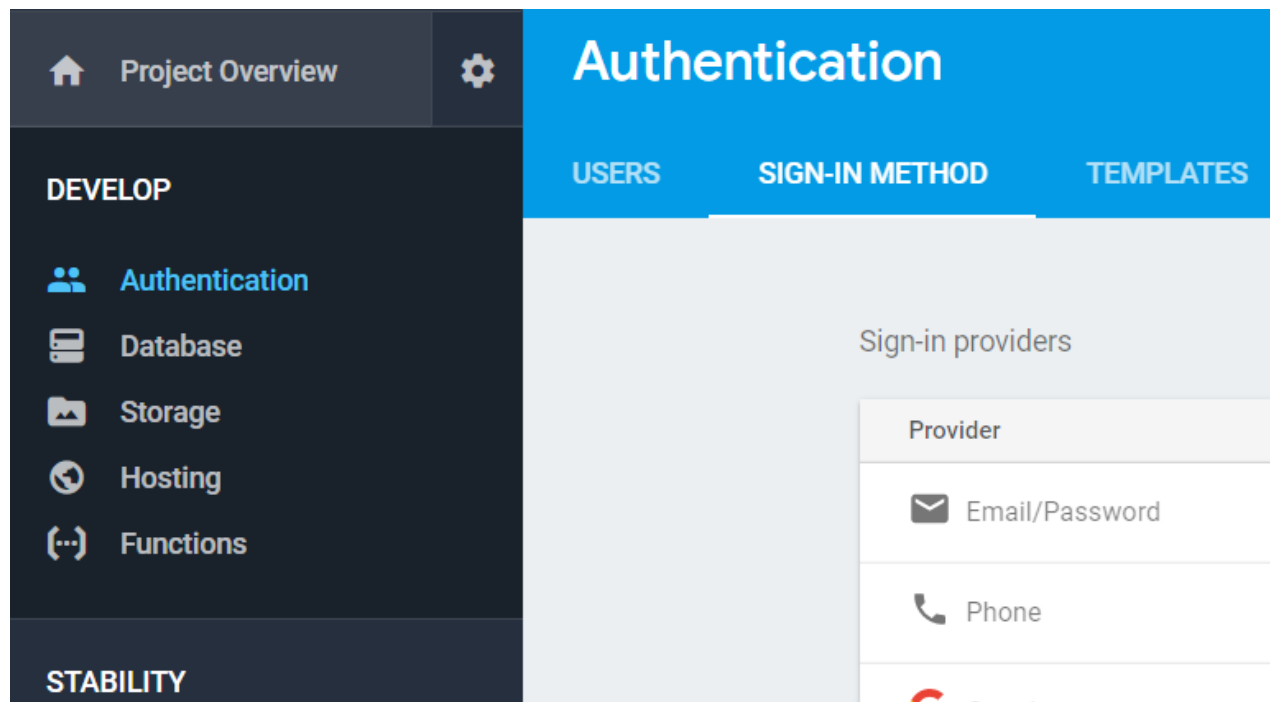 Project Overview
DEVELOP
Authentication
Database
Storage
Hosting
Functions
STABILITY
Authentication
USERS
SIGN-IN METHOD
TEMPLATES
Sign-in providers
Provider
Email/Password
Phone